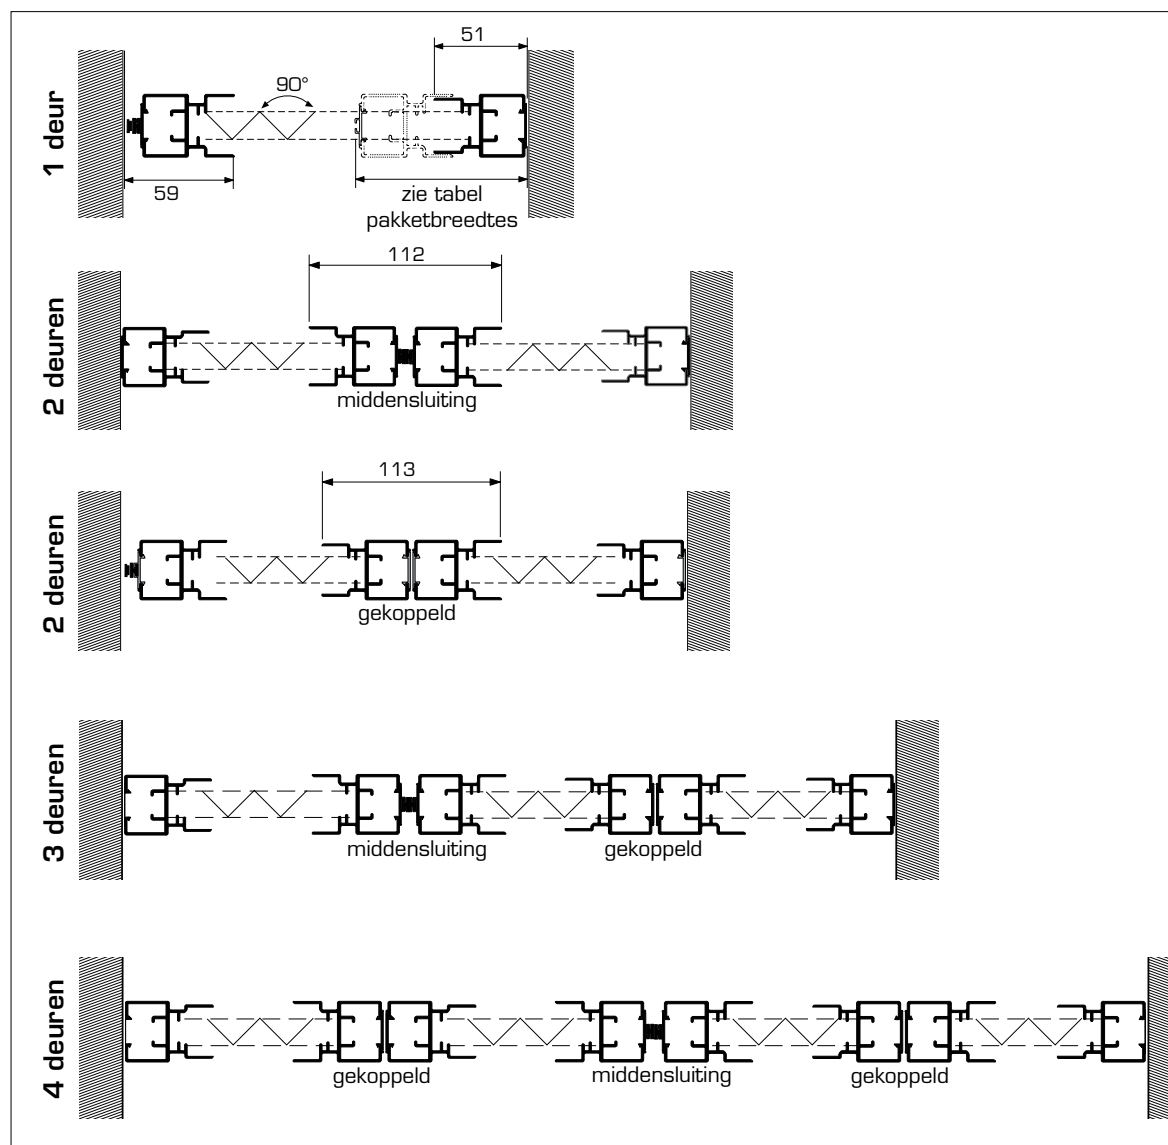 1 deur
51
90°
59
zie tabel
pakketbreedtes
2 deuren
112
middensluiting
2 deuren
113
gekoppeld
3 deuren
middensluiting
gekoppeld
4 deuren
gekoppeld
middensluiting
gekoppeld